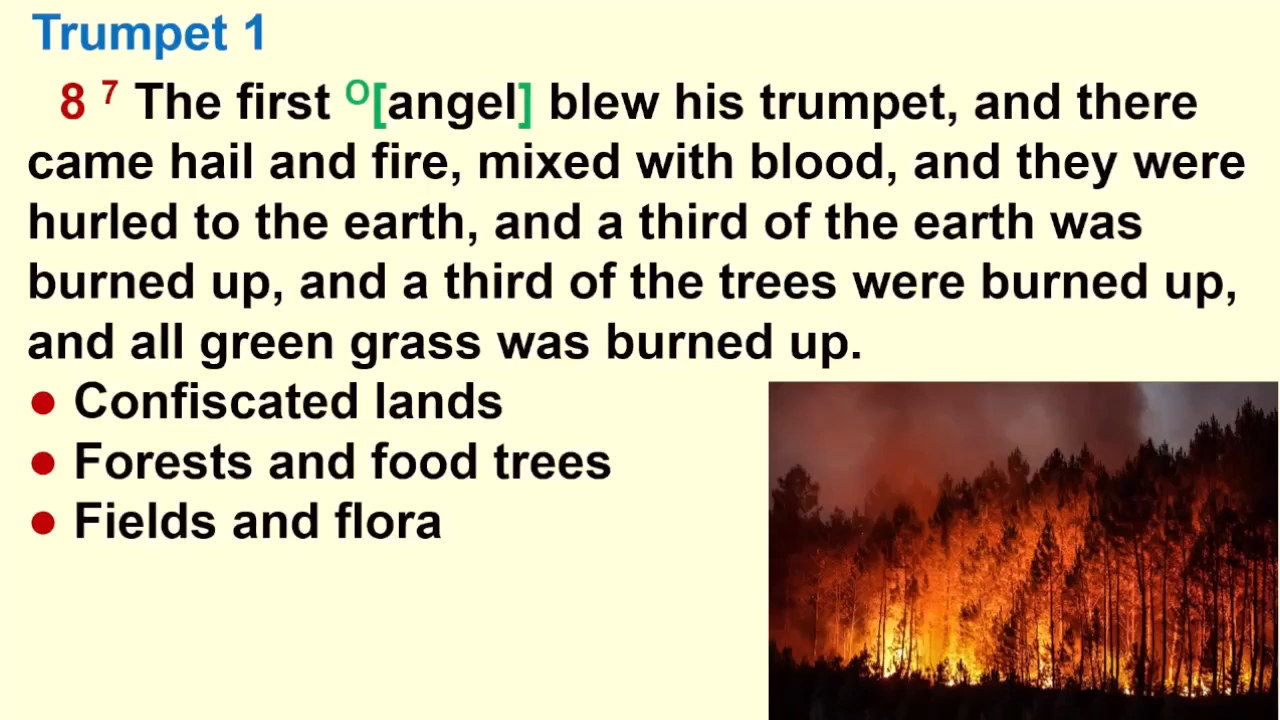 Trumpet 1
8 7 The first O[angel] blew his trumpet, and there
came hail and fire, mixed with blood, and they were
hurled to the earth, and a third of the earth was
burned up, and a third of the trees were burned up,
and all green grass was burned up.
● Confiscated lands
● Forests and food trees
● Fields and flora